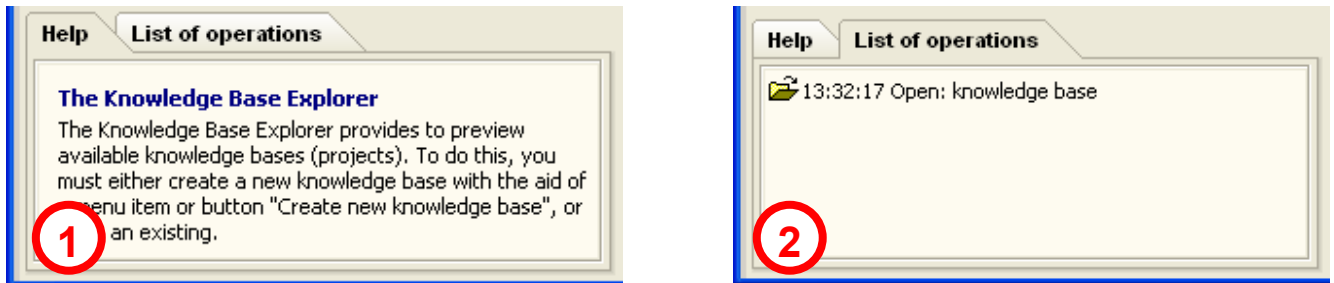 Help List of operations
The Knowledge Base Explorer
The Knowledge Base Explorer provides to preview
available knowledge bases (projects). To do this, you
must either create a new knowledge base with the aid of
item or button "Create new knowledge base", or
an existing.
1
Help List of operations
13:32:17 Open: knowledge base
2